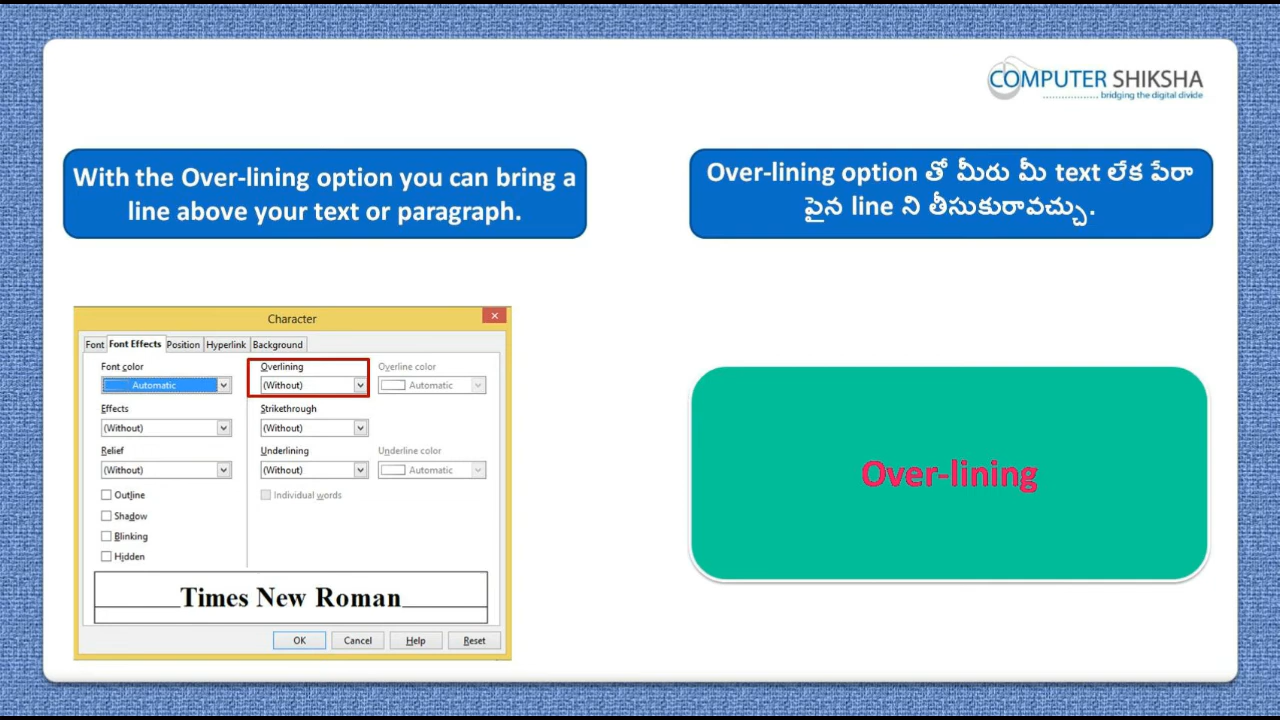 COMPUTER SHIKSHA
bridging the digital divide
With the Over-lining option you can bring a
line above your text or paragraph.
Over-lining option తో మీరు మీ text లేక పేరా
పైన line ని తీసుకురావచ్చు.
Character
Font Font Effects Position Hyperlink Background
Font color
Automatic
Overlining
(Without)
Overline color
Automatic
Effects
(Without)
Strikethrough
(Without)
Relief
(Without)
Underlining
(Without)
Underline color
Automatic
Outline
Individual words
Shadow
Blinking
Hidden
Times New Roman
OK Cancel Help Reset
Over-lining